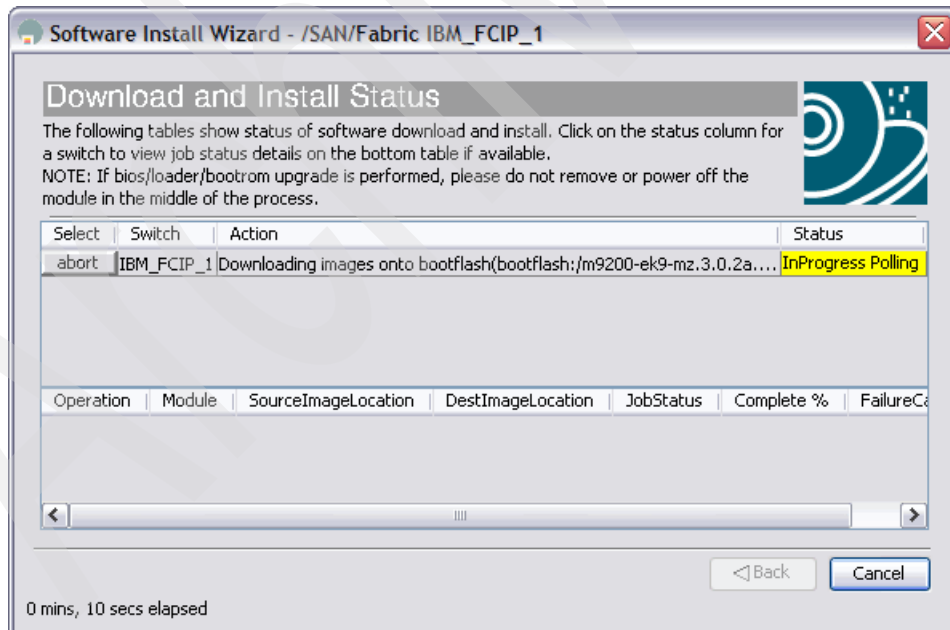 Software Install Wizard - /SAN/Fabric IBM_FCIP_1
Download and Install Status
The following tables show status of software download and install. Click on the status column for
a switch to view job status details on the bottom table if available.
NOTE: If bios/loader/bootrom upgrade is performed, please do not remove or power off the
module in the middle of the process.
Select Switch Action Status
abort IBM_FCIP_1 Downloading images onto bootflash(bootflash:/m9200-ek9-mz.3.0.2a.... InProgress Polling
Operation Module SourceImageLocation DestImageLocation JobStatus Complete % FailureCa
Back Cancel
0 mins, 10 secs elapsed